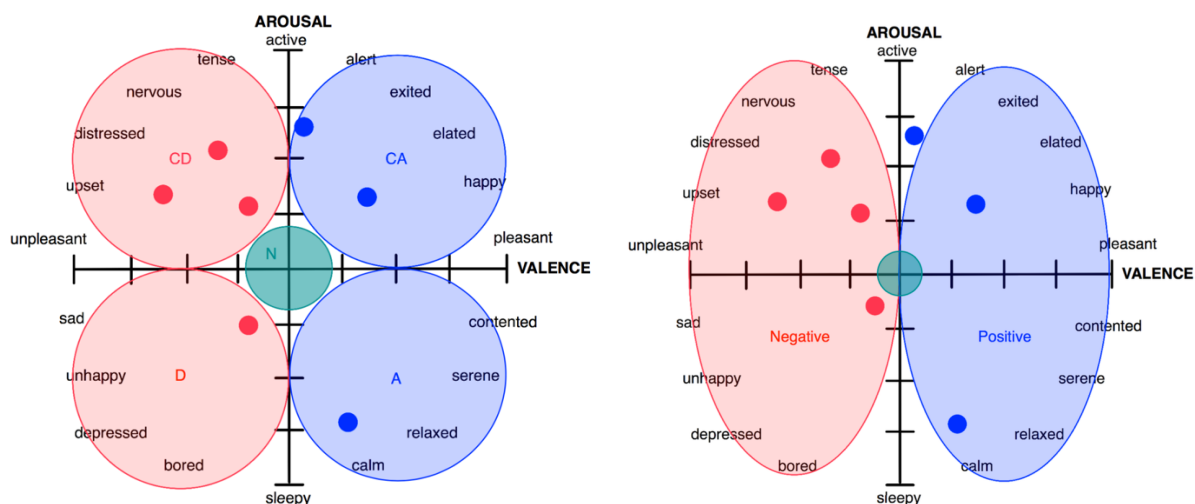 AROUSAL
active
tense
alert
nervous
exited
distressed
elated
CD
CA
upset
happy
unpleasant
N
pleasant
VALENCE
sad
contented
unhappy
D
A
serene
depressed
relaxed
bored
calm
sleepy
AROUSAL
active
tense
alert
nervous
exited
distressed
elated
upset
happy
unpleasant
pleasant
VALENCE
sad
contented
Negative
Positive
unhappy
serene
depressed
relaxed
bored
calm
sleepy